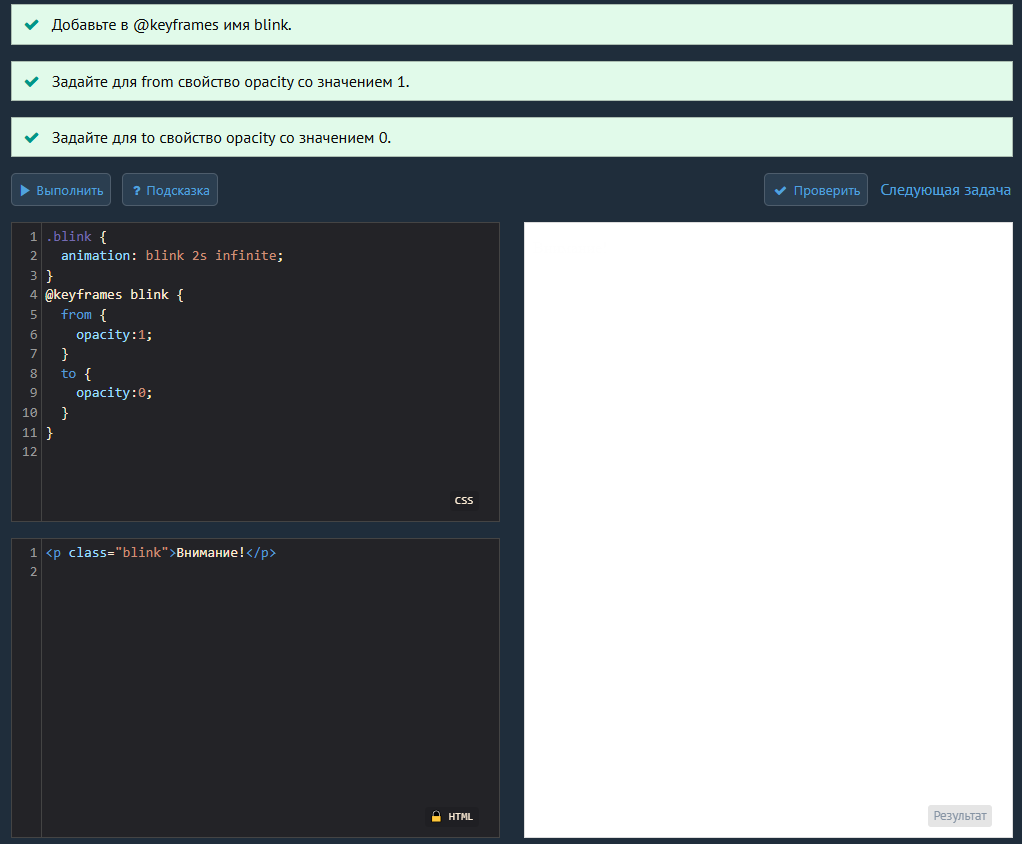 Добавьте в @keyframes имя blink.
Задайте для from свойство opacity со значением 1.
Задайте для to свойство opacity со значением 0.
Выполнить
? Подсказка
Проверить
Следующая задача
1 .blink {
2   animation: blink 2s infinite;
3 }
4 @keyframes blink {
5   from {
6     opacity:1;
7   }
8   to {
9     opacity:0;
10   }
11 }
12
CSS
1 <p class="blink">Внимание!</p>
2
HTML
Результат